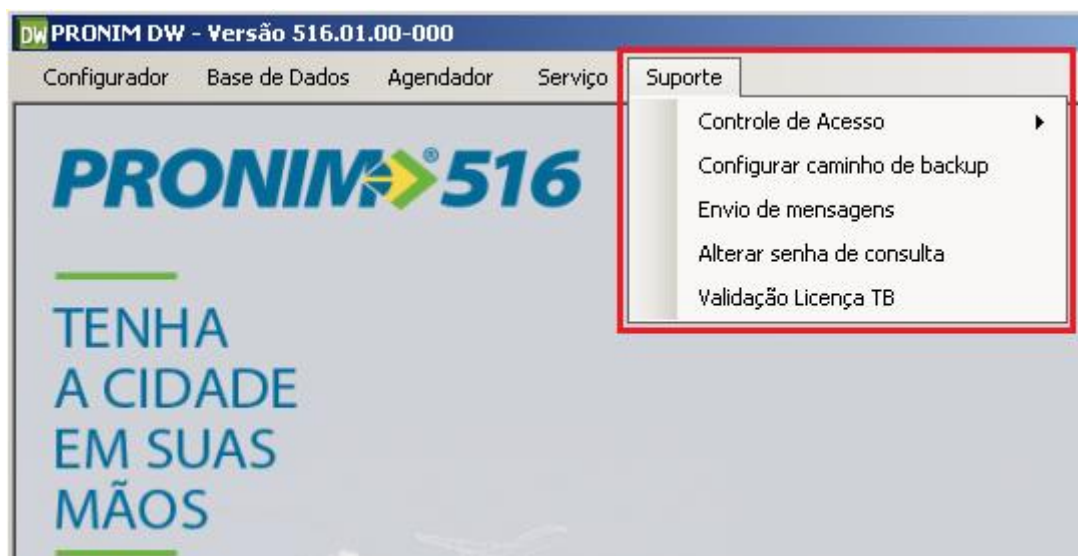 DW PRONIM DW - Versão 516.01.00-000
Configurador Base de Dados Agendador Serviço Suporte
Controle de Acesso
Configurar caminho de backup
Envio de mensagens
Alterar senha de consulta
Validação Licença TB
PRONIM® 516
TENHA
A CIDADE
EM SUAS
MÃOS